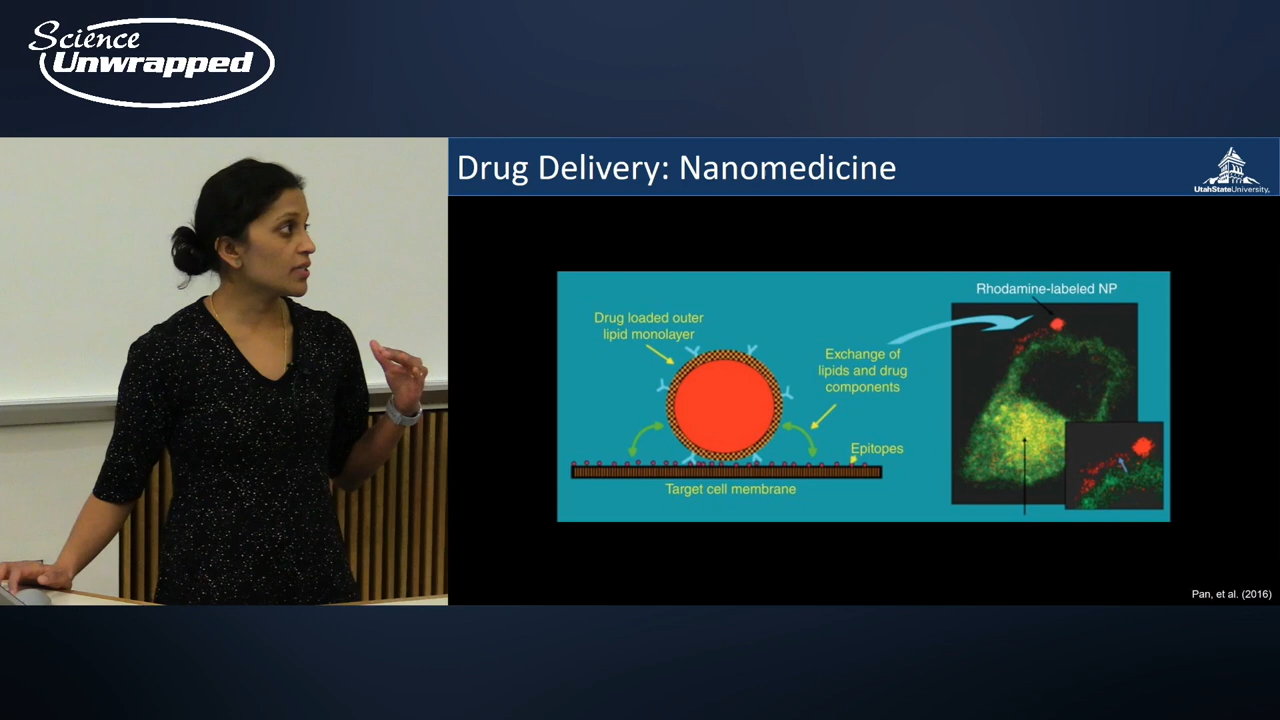 Science
Unwrapped
Drug Delivery: Nanomedicine
UtahStateUniversity.
Rhodamine-labeled NP
Drug loaded outer
lipid monolayer
Exchange of
lipids and drug
components
Epitopes
Target cell membrane
Pan, et al. (2016)